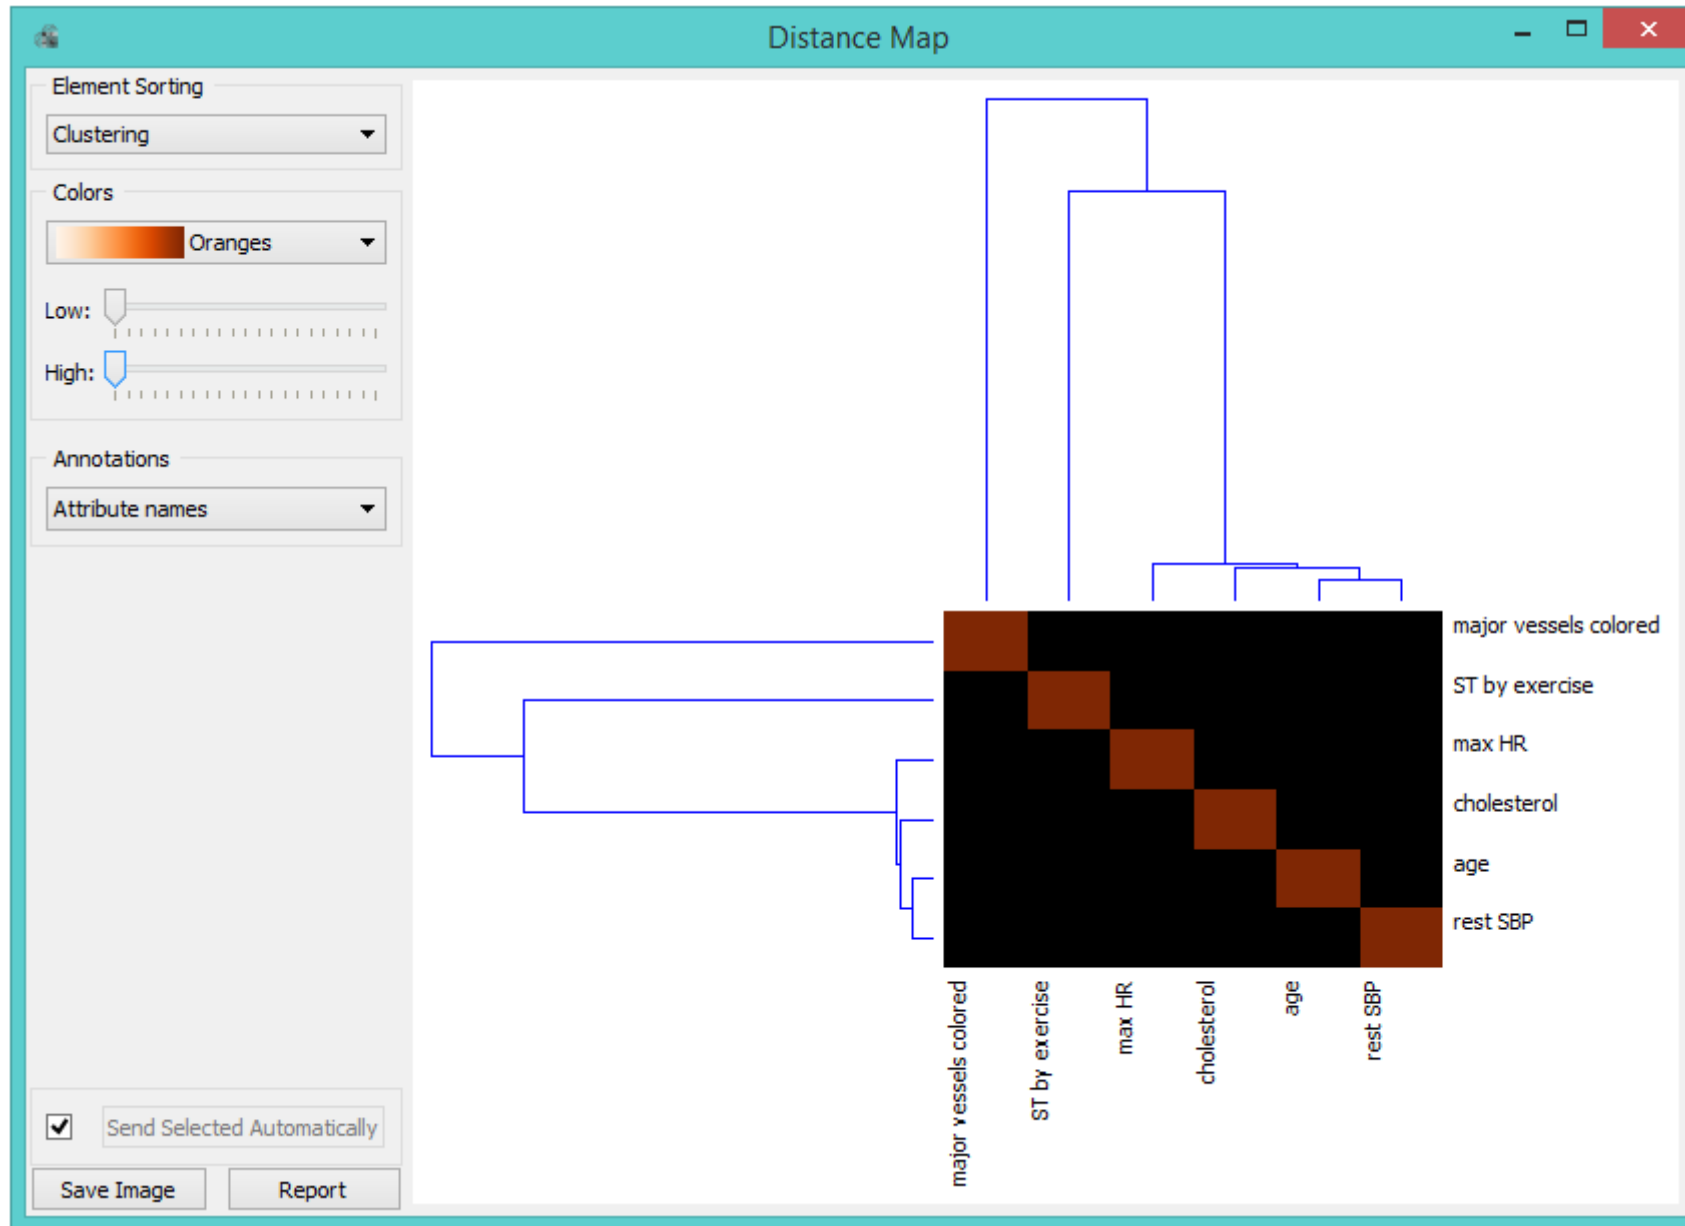 Distance Map
Element Sorting
Clustering
Colors
Oranges
Low:
High:
Annotations
Attribute names
major vessels colored
ST by exercise
max HR
cholesterol
age
rest SBP
major vessels colored
ST by exercise
max HR
cholesterol
age
rest SBP
Send Selected Automatically
Save Image
Report